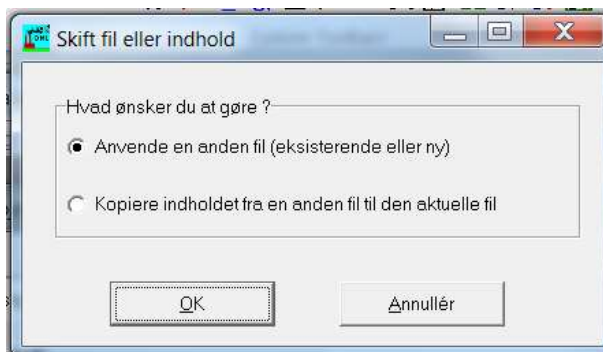 Skift fil eller indhold
Hvad ønsker du at gøre ?
Anvende en anden fil (eksisterende eller ny)
Kopiere indholdet fra en anden fil til den aktuelle fil
OK
Annullér